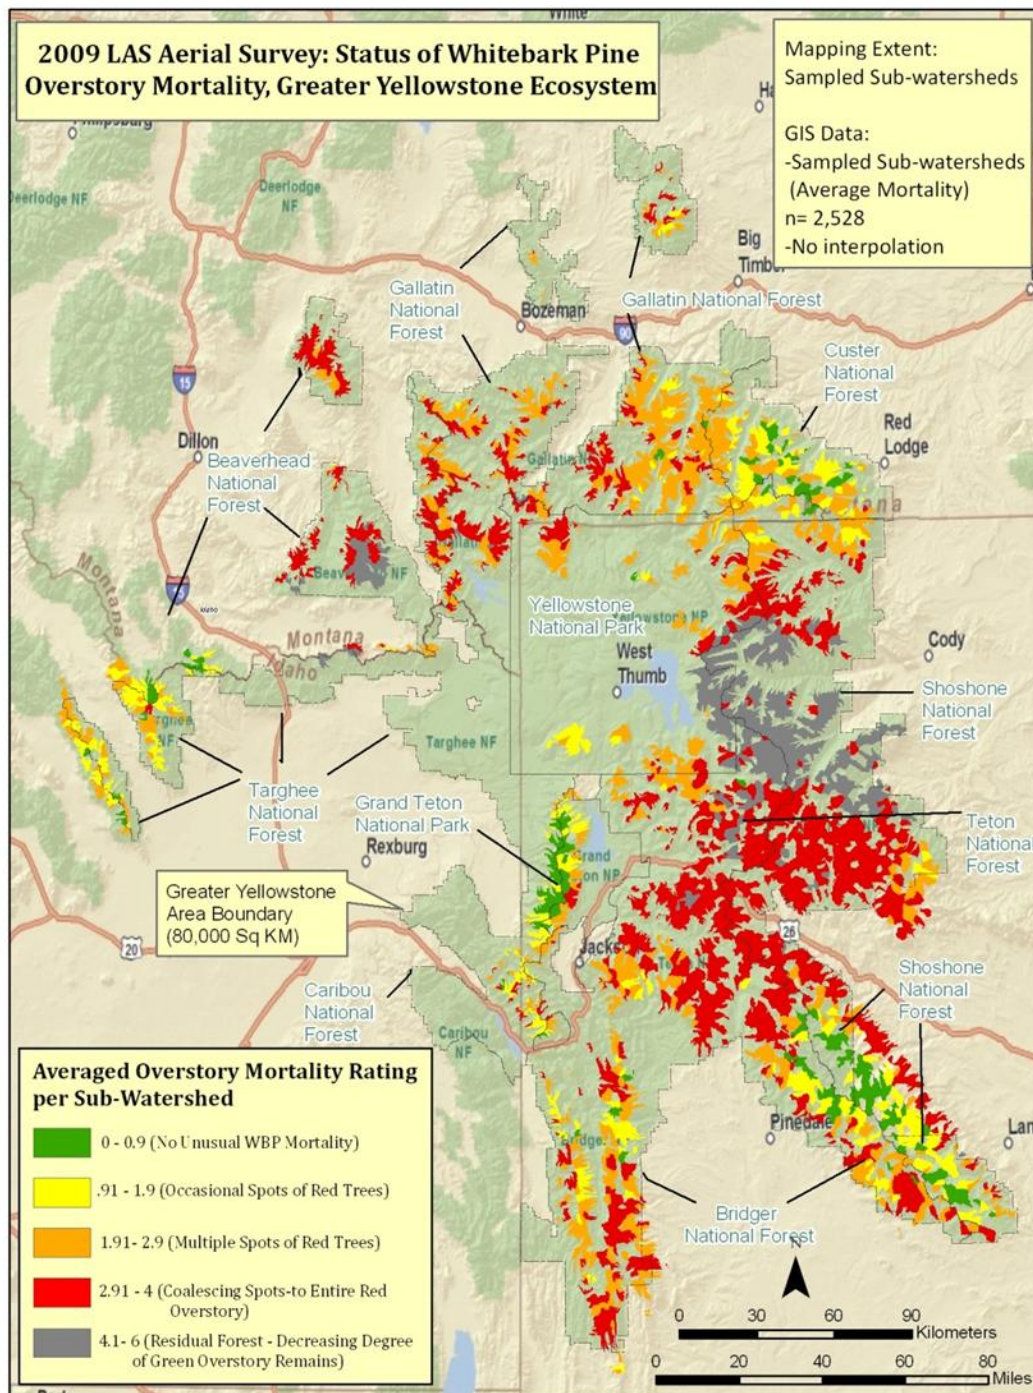 White
2009 LAS Aerial Survey: Status of Whitebark Pine
Overstory Mortality, Greater Yellowstone Ecosystem
Mapping Extent:
Sampled Sub-watersheds
GIS Data:
-Sampled Sub-watersheds
(Average Mortality)
n= 2,528
-No interpolation
Deerlodge NF
Deerlodge
NF
Big
Gallatin
National
Forest
Bozeman
Gallatin National Forest
90
15
Custer
National
Forest
Red
Lodge
Dillon
Beaverhead
National
Forest
Montana
Idaho
Montana
Idaho
Yellowstone
National Park
West
Thumb
Cody
Shoshone
National
Forest
Targhee NF
Targhee
National
Forest
Grand Teton
National Park
Teton
National
Forest
Rexburg
Greater Yellowstone
Area Boundary
(80,000 Sq KM)
20
26
Caribou
National
Forest
Caribou
NF
Shoshone
National
Forest
Pinedale
Lan
Bridger
National Forest
N
Averaged Overstory Mortality Rating
per Sub-Watershed
0 - 0.9 (No Unusual WBP Mortality)
.91 - 1.9 (Occasional Spots of Red Trees)
1.91- 2.9 (Multiple Spots of Red Trees)
2.91 - 4 (Coalescing Spots-to Entire Red
Overstory)
4.1- 6 (Residual Forest - Decreasing Degree
of Green Overstory Remains)
0 30 60 90
Kilometers
0 20 40 60 80
Miles